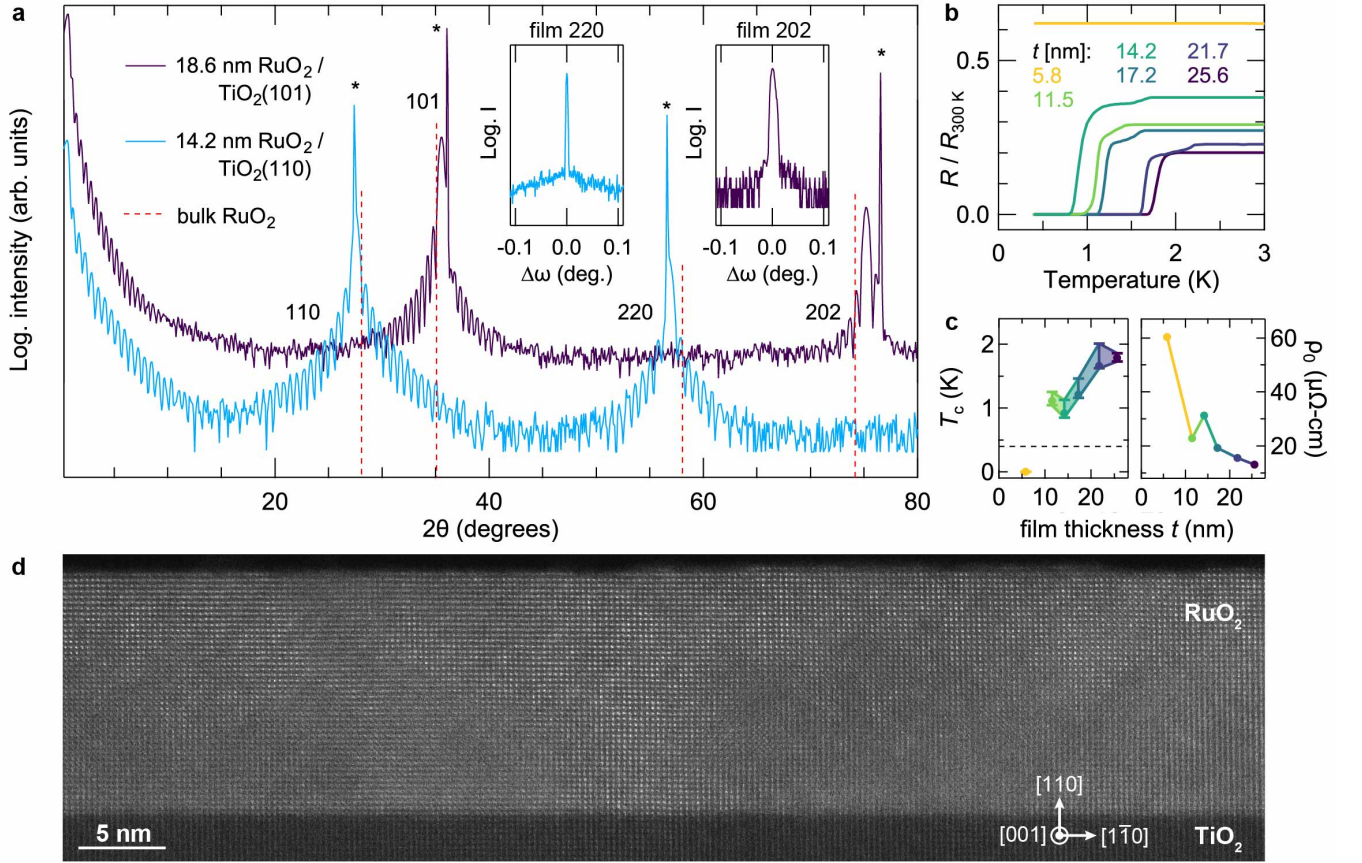 a
Log. intensity (arb. units)
18.6 nm RuO₂ /
TiO₂(101)
14.2 nm RuO₂ /
TiO₂(110)
bulk RuO₂
110
*
101
*
220
*
202
*
20
40
60
80
2θ (degrees)
film 220
Log. I
-0.1
0.0
0.1
Δω (deg.)
film 202
Log. I
-0.1
0.0
0.1
Δω (deg.)
b
R / R₃₀₀ K
0.5
0.0
t [nm]:
14.2
21.7
5.8
17.2
25.6
11.5
0
1
2
3
Temperature (K)
c
Tc (K)
2
1
0
0
10
20
0
10
20
60
40
20
ρ₀ (μΩ-cm)
film thickness t (nm)
d
RuO₂
5 nm
[110]
[001]
[11̄0]
TiO₂